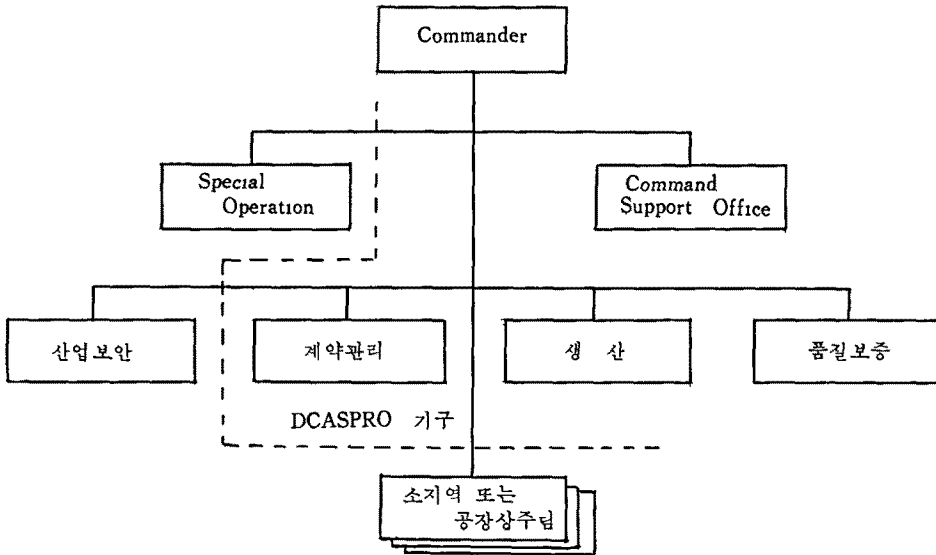 Commander
Special
Operation
Command
Support Office
산업보안
계약관리
생 산
품질보증
DCASPRO 기구
소지역 또는
공장상주팀